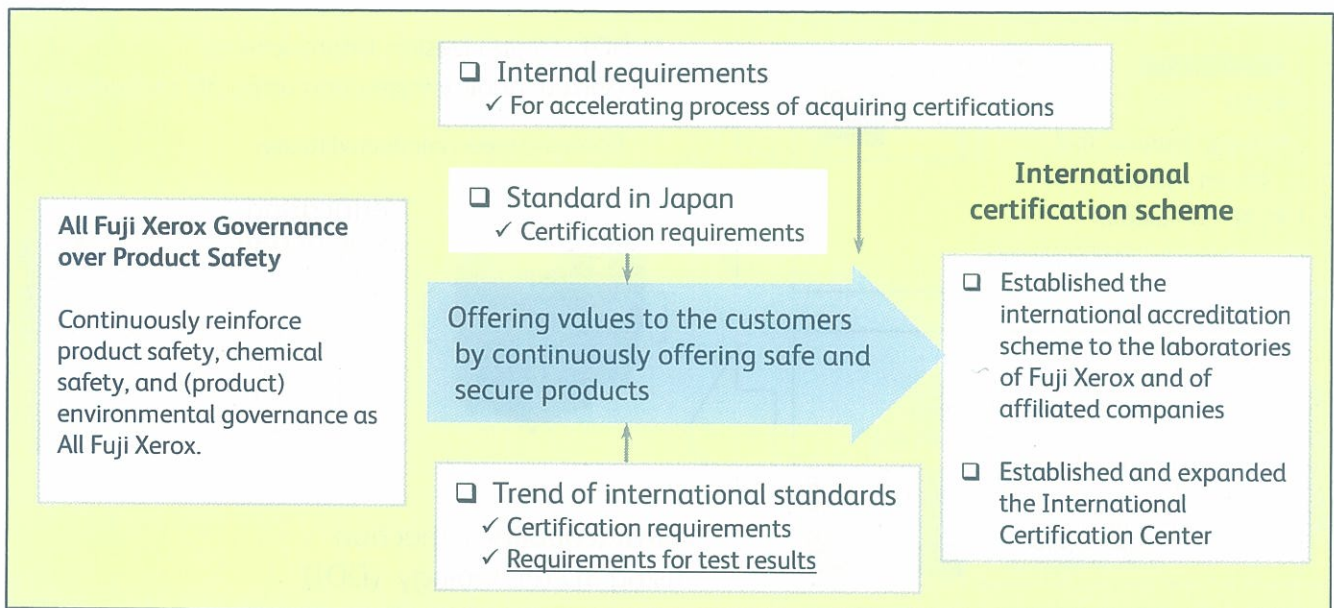 ❑ Internal requirements
✓ For accelerating process of acquiring certifications
❑ Standard in Japan
✓ Certification requirements
All Fuji Xerox Governance
over Product Safety
Continuously reinforce
product safety, chemical
safety, and (product)
environmental governance as
All Fuji Xerox.
Offering values to the customers
by continuously offering safe and
secure products
❑ Trend of international standards
✓ Certification requirements
✓ Requirements for test results
International
certification scheme
❑ Established the
international accreditation
scheme to the laboratories
of Fuji Xerox and of
affiliated companies
❑ Established and expanded
the International
Certification Center